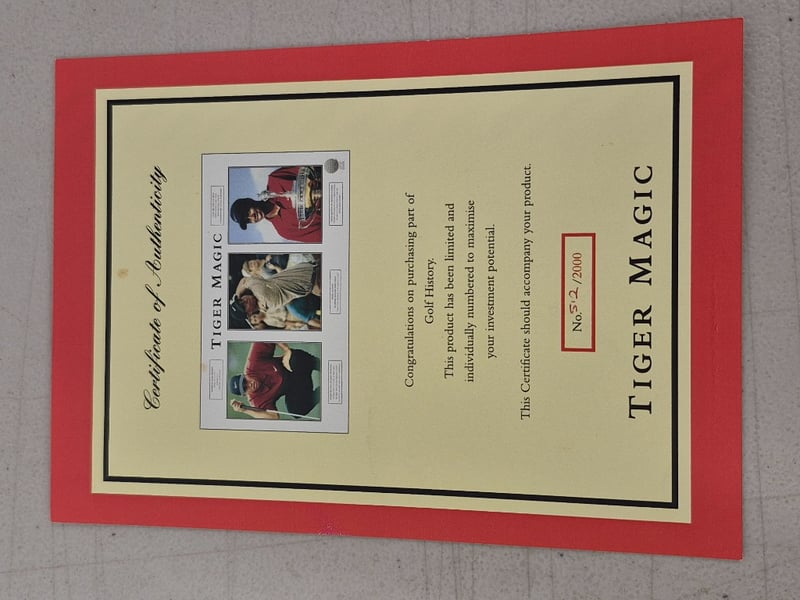 Certificate of Authenticity
TIGER MAGIC
Congratulations on purchasing part of
Golf History.
This product has been limited and
individually numbered to maximise
your investment potential.
This Certificate should accompany your product.
No. 512/2000
TIGER MAGIC